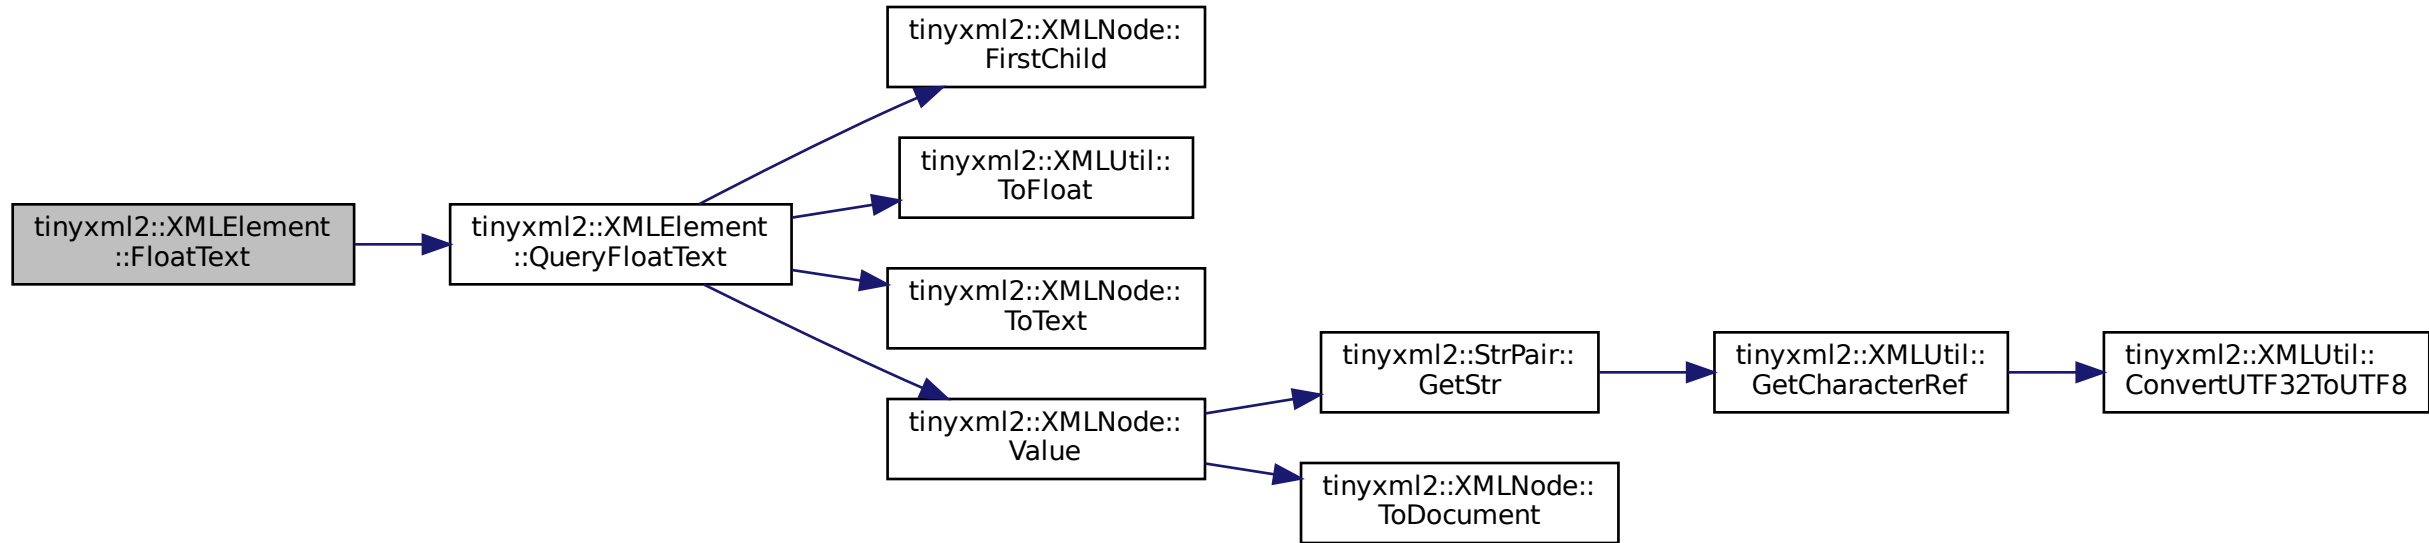 tinyxml2::XMLElement
::FloatText
tinyxml2::XMLElement
::QueryFloatText
tinyxml2::XMLNode::
FirstChild
tinyxml2::XMLUtil::
ToFloat
tinyxml2::XMLNode::
ToText
tinyxml2::XMLNode::
Value
tinyxml2::StrPair::
GetStr
tinyxml2::XMLUtil::
GetCharacterRef
tinyxml2::XMLUtil::
ConvertUTF32ToUTF8
tinyxml2::XMLNode::
ToDocument